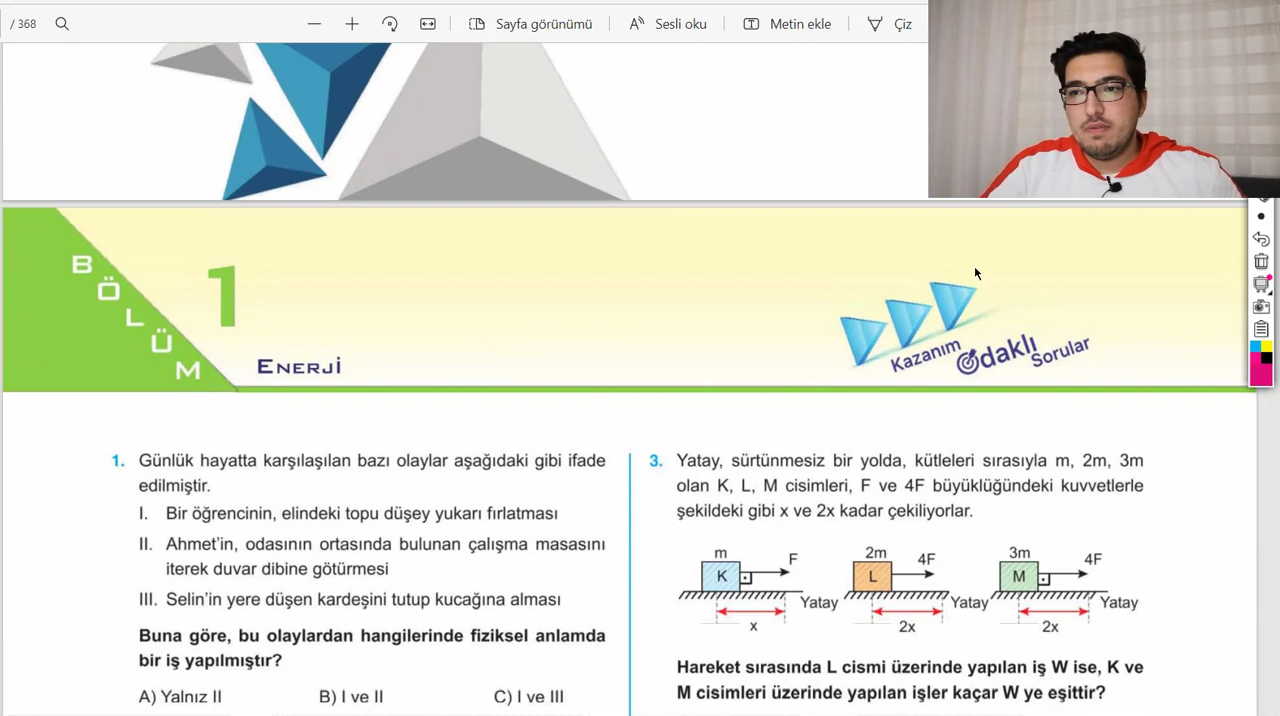 / 368
Sayfa görünümü
Sesli oku
Metin ekle
Çiz
BÖLÜM
1
ENERJİ
Kazanım Odaklı Sorular
1. Günlük hayatta karşılaşılan bazı olaylar aşağıdaki gibi ifade
edilmiştir.
I. Bir öğrencinin, elindeki topu düşey yukarı fırlatması
II. Ahmet'in, odasının ortasında bulunan çalışma masasını
iterek duvar dibine götürmesi
III. Selin'in yere düşen kardeşini tutup kucağına alması
Buna göre, bu olaylardan hangilerinde fiziksel anlamda
bir iş yapılmıştır?
A) Yalnız II B) I ve II C) I ve III
3. Yatay, sürtünmesiz bir yolda, kütleleri sırasıyla m, 2m, 3m
olan K, L, M cisimleri, F ve 4F büyüklüğündeki kuvvetlerle
şekildeki gibi x ve 2x kadar çekiliyorlar.
m F 2m 4F 3m 4F
K L M
Yatay Yatay Yatay
x 2x 2x
Hareket sırasında L cismi üzerinde yapılan iş W ise, K ve
M cisimleri üzerinde yapılan işler kaçar W ye eşittir?